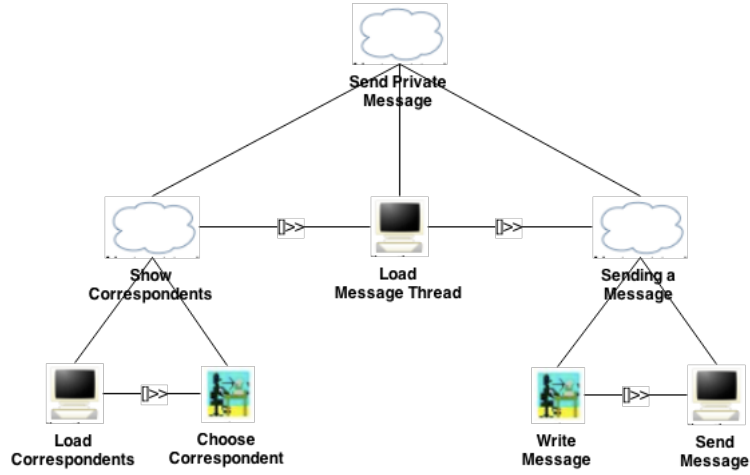 Send Private
Message
[]>>
[]>>
Show
Correspondents
Load
Message Thread
Sending a
Message
[]>>
[]>>
Load
Correspondents
Choose
Correspondent
Write
Message
Send
Message